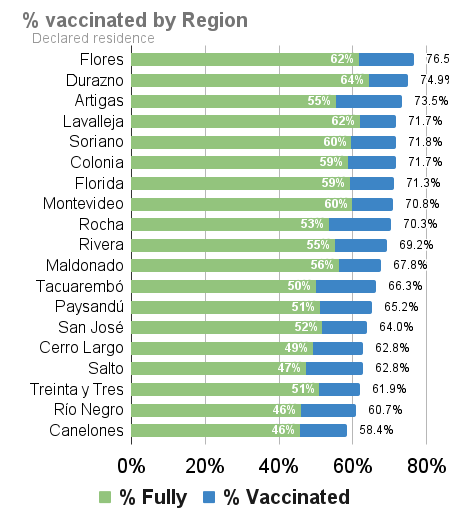 % vaccinated by Region
Declared residence
Flores 62% 76.5
Durazno 64% 74.9%
Artigas 55% 73.5%
Lavalleja 62% 71.7%
Soriano 60% 71.8%
Colonia 59% 71.7%
Florida 59% 71.3%
Montevideo 60% 70.8%
Rocha 53% 70.3%
Rivera 55% 69.2%
Maldonado 56% 67.8%
Tacuarembó 50% 66.3%
Paysandú 51% 65.2%
San José 52% 64.0%
Cerro Largo 49% 62.8%
Salto 47% 62.8%
Treinta y Tres 51% 61.9%
Río Negro 46% 60.7%
Canelones 46% 58.4%
0% 20% 40% 60% 80%
% Fully % Vaccinated